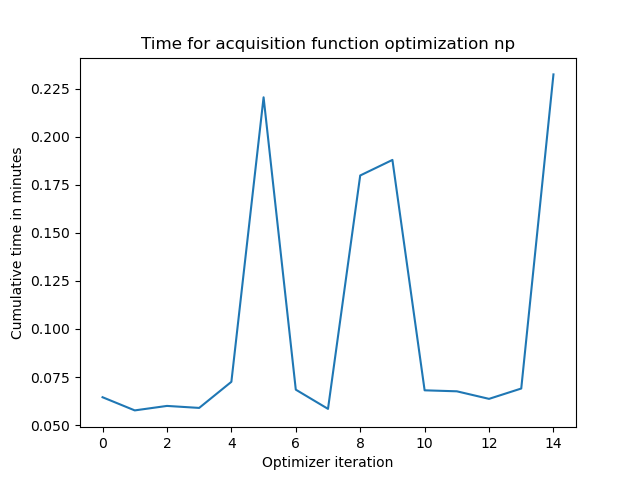 Time for acquisition function optimization np
Cumulative time in minutes
0.225
0.200
0.175
0.150
0.125
0.100
0.075
0.050
0 2 4 6 8 10 12 14
Optimizer iteration